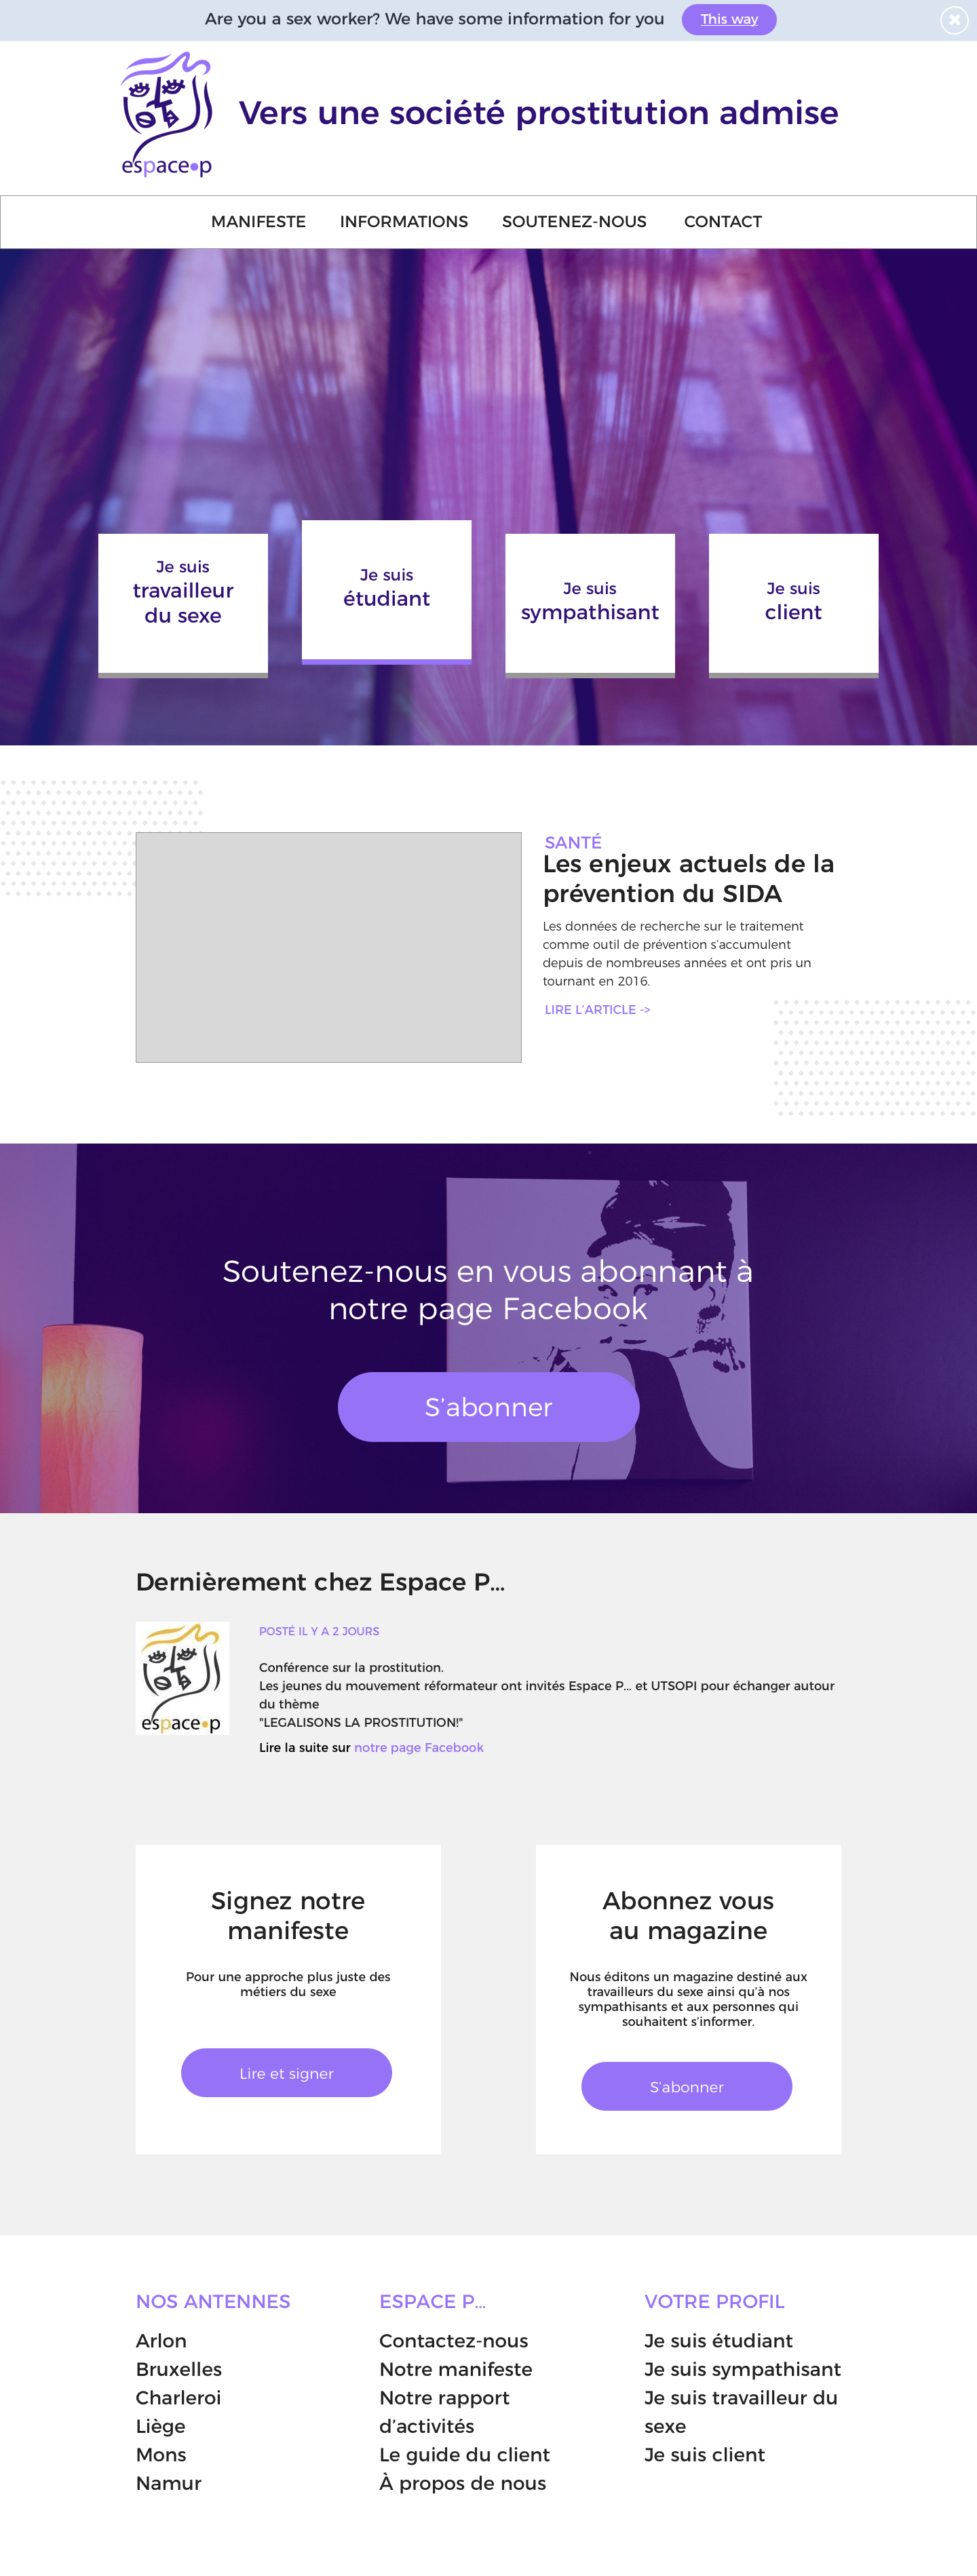 Are you a sex worker? We have some information for you
This way
Vers une société prostitution admise
espace•p
MANIFESTE
INFORMATIONS
SOUTENEZ-NOUS
CONTACT
Je suis
travailleur
du sexe
Je suis
étudiant
Je suis
sympathisant
Je suis
client
SANTÉ
Les enjeux actuels de la
prévention du SIDA
Les données de recherche sur le traitement
comme outil de prévention s’accumulent
depuis de nombreuses années et ont pris un
tournant en 2016.
LIRE L’ARTICLE ->
Soutenez-nous en vous abonnant à
notre page Facebook
S’abonner
Dernièrement chez Espace P...
espace•p
POSTÉ IL Y A 2 JOURS
Conférence sur la prostitution.
Les jeunes du mouvement réformateur ont invités Espace P... et UTSOPI pour échanger autour
du thème
"LEGALISONS LA PROSTITUTION!"
Lire la suite sur notre page Facebook
Signez notre
manifeste
Pour une approche plus juste des
métiers du sexe
Lire et signer
Abonnez vous
au magazine
Nous éditons un magazine destiné aux
travailleurs du sexe ainsi qu’à nos
sympathisants et aux personnes qui
souhaitent s’informer.
S’abonner
NOS ANTENNES
Arlon
Bruxelles
Charleroi
Liège
Mons
Namur
ESPACE P...
Contactez-nous
Notre manifeste
Notre rapport
d’activités
Le guide du client
À propos de nous
VOTRE PROFIL
Je suis étudiant
Je suis sympathisant
Je suis travailleur du
sexe
Je suis client